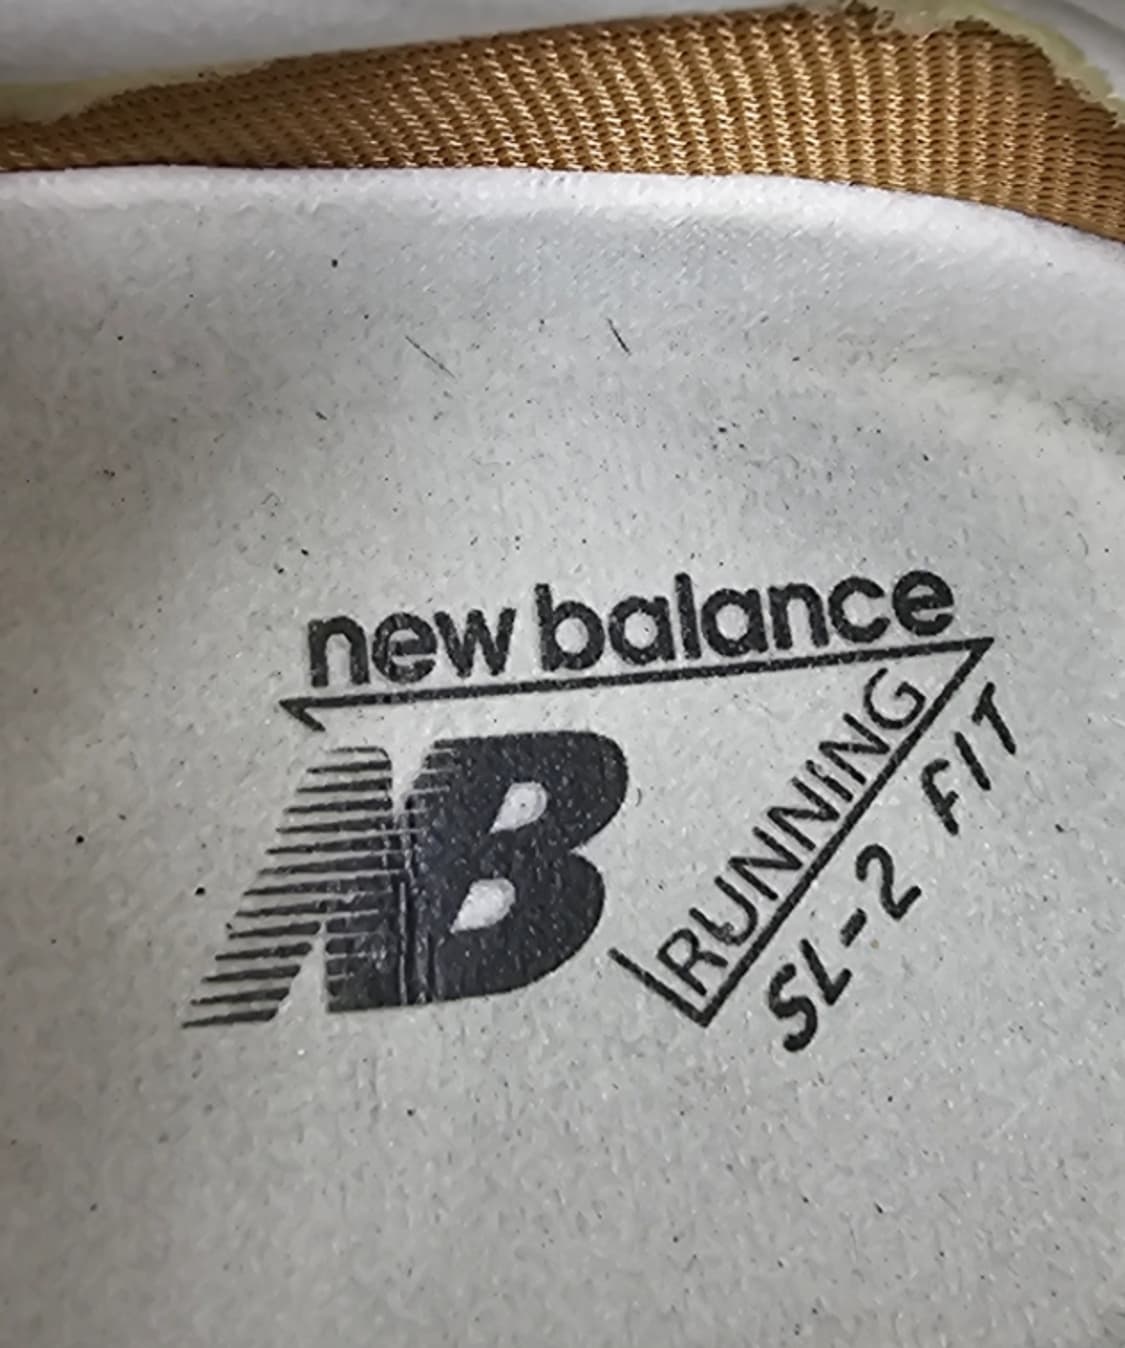 new balance
NB
RUNNING
SL-2 FIT